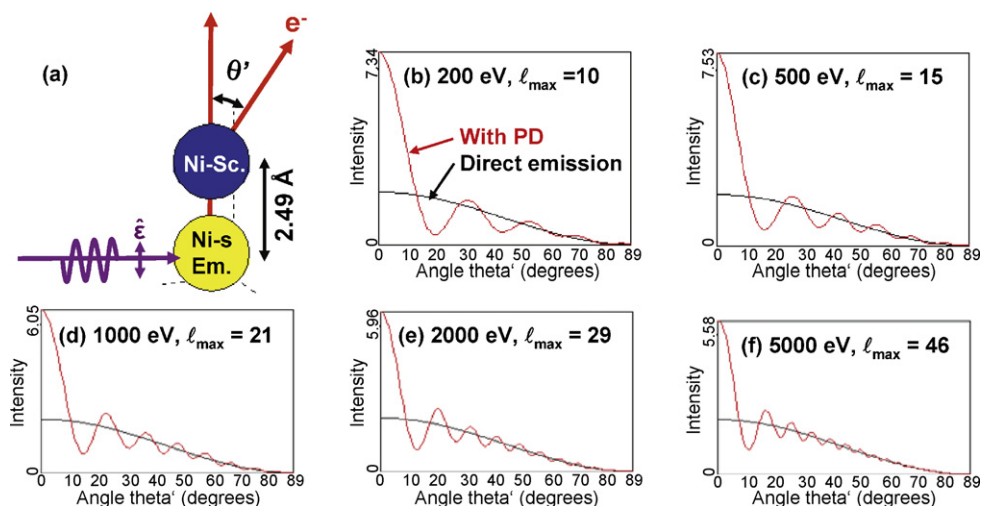 (a)
e-
θ’
Ni-Sc.
2.49 Å
ε̂
Ni-s
Em.
(b) 200 eV, ℓmax =10
7.34
Intensity
With PD
Direct emission
0
0 10 20 30 40 50 60 70 80 89
Angle theta‘ (degrees)
(c) 500 eV, ℓmax = 15
7.53
Intensity
0
0 10 20 30 40 50 60 70 80 89
Angle theta‘ (degrees)
(d) 1000 eV, ℓmax = 21
6.05
Intensity
0
0 10 20 30 40 50 60 70 80 89
Angle theta‘ (degrees)
(e) 2000 eV, ℓmax = 29
5.96
Intensity
0
0 10 20 30 40 50 60 70 80 89
Angle theta‘ (degrees)
(f) 5000 eV, ℓmax = 46
5.58
Intensity
0
0 10 20 30 40 50 60 70 80 89
Angle theta‘ (degrees)